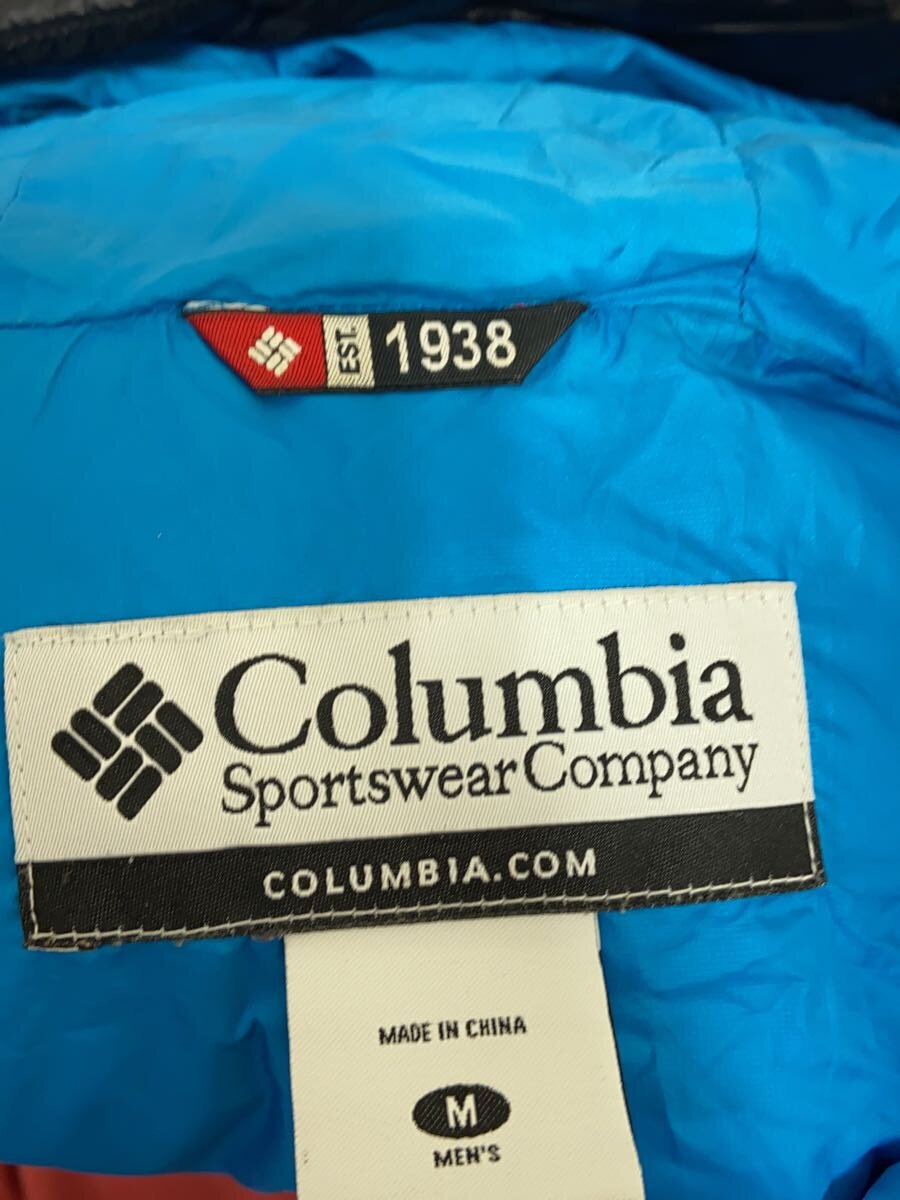 EST. 1938
Columbia
Sportswear Company
COLUMBIA.COM
MADE IN CHINA
M
MEN'S